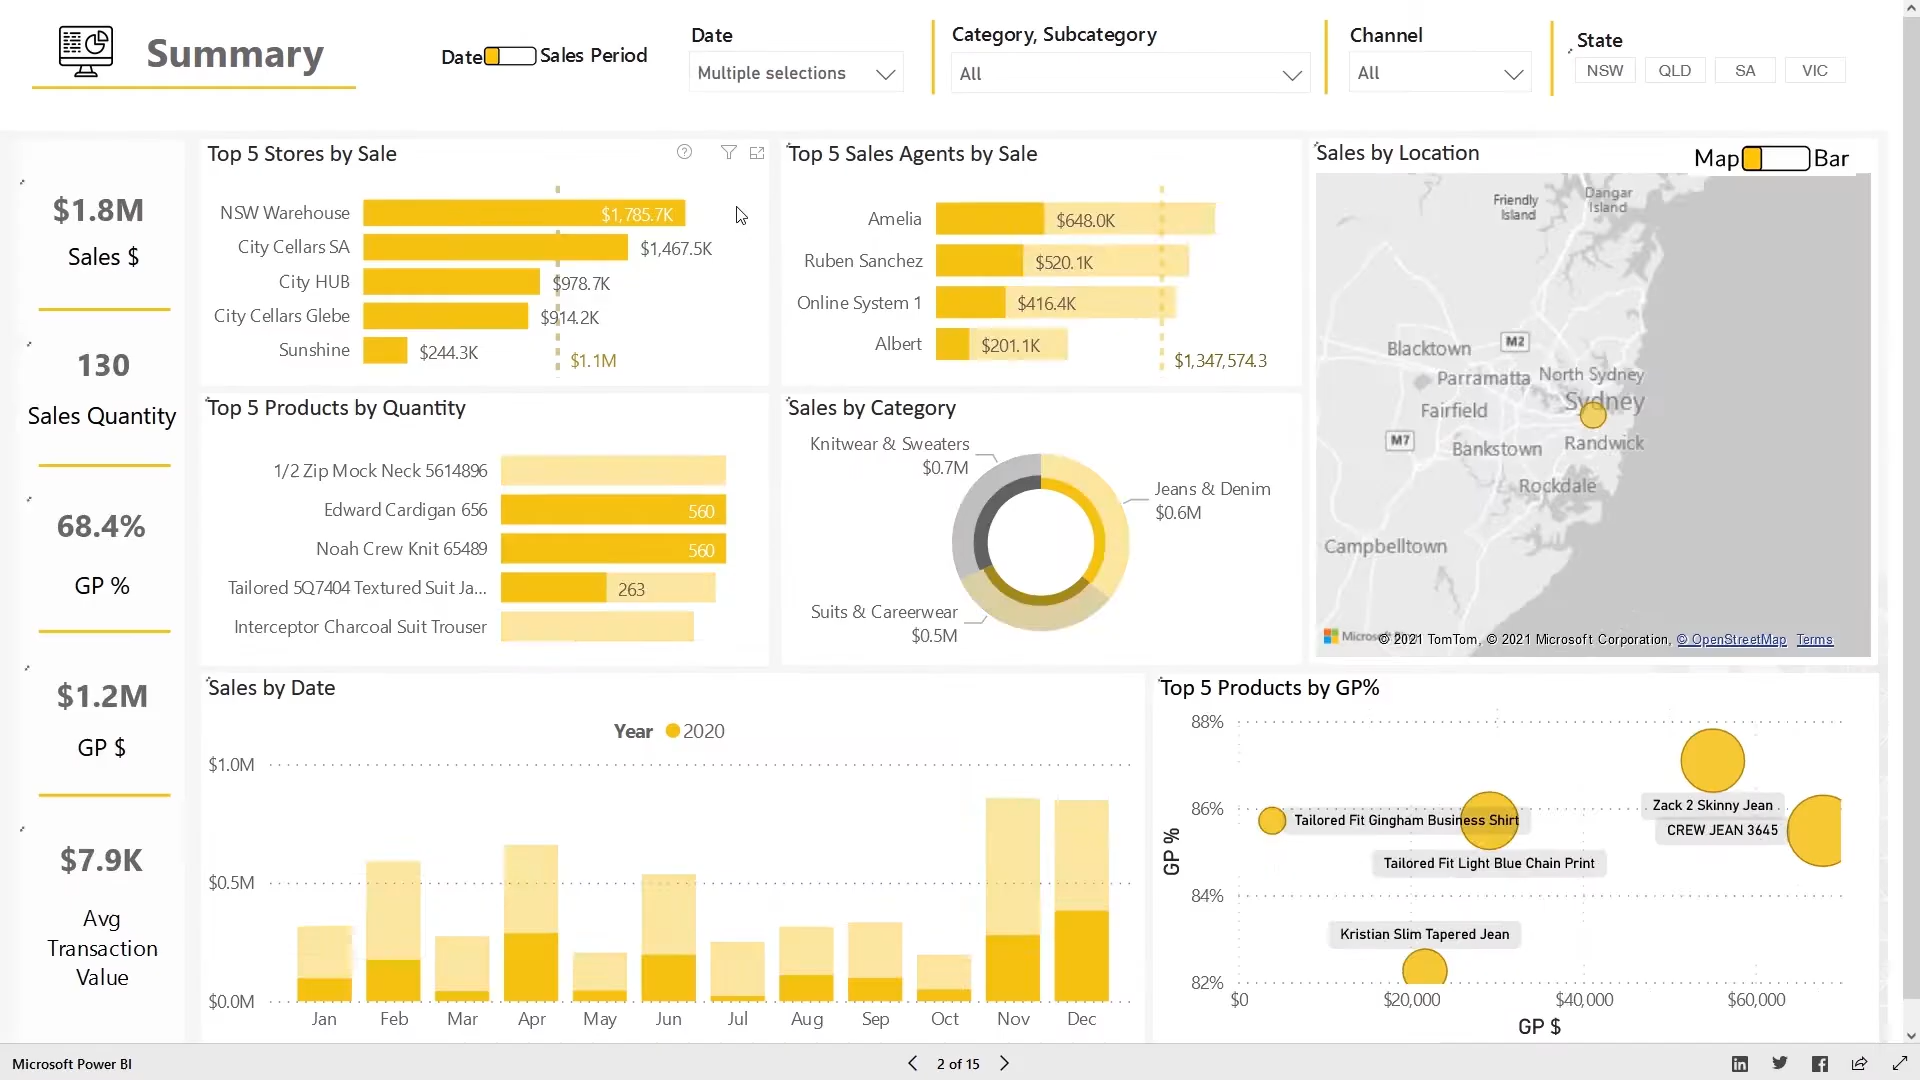 Summary
Date Sales Period
Date
Multiple selections
Category, Subcategory
All
Channel
All
State
NSW
QLD
SA
VIC
$1.8M
Sales $
130
Sales Quantity
68.4%
GP %
$1.2M
GP $
$7.9K
Avg
Transaction
Value
Top 5 Stores by Sale
NSW Warehouse $1,785.7K
City Cellars SA $1,467.5K
City HUB $978.7K
City Cellars Glebe $914.2K
Sunshine $244.3K
$1.1M
Top 5 Sales Agents by Sale
Amelia $648.0K
Ruben Sanchez $520.1K
Online System 1 $416.4K
Albert $201.1K
$1,347,574.3
Sales by Location
Map Bar
Friendly
Island
Dangar
Island
M2
Blacktown
Parramatta
North Sydney
Sydney
Fairfield
M7
Bankstown
Randwick
Rockdale
Campbelltown
© 2021 TomTom, © 2021 Microsoft Corporation, © OpenStreetMap Terms
Top 5 Products by Quantity
1/2 Zip Mock Neck 5614896
Edward Cardigan 656 560
Noah Crew Knit 65489 560
Tailored 5Q7404 Textured Suit Ja... 263
Interceptor Charcoal Suit Trouser
Sales by Category
Knitwear & Sweaters
$0.7M
Jeans & Denim
$0.6M
Suits & Careerwear
$0.5M
Sales by Date
Year 2020
$1.0M
$0.5M
$0.0M
Jan Feb Mar Apr May Jun Jul Aug Sep Oct Nov Dec
Top 5 Products by GP%
88%
86%
84%
82%
GP %
Zack 2 Skinny Jean
Tailored Fit Gingham Business Shirt
CREW JEAN 3645
Tailored Fit Light Blue Chain Print
Kristian Slim Tapered Jean
$0 $20,000 $40,000 $60,000
GP $
Microsoft Power BI
2 of 15